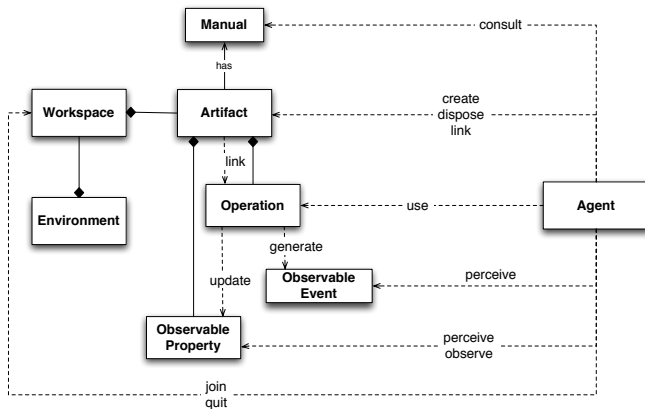 Manual
consult
has
Workspace
Artifact
create
dispose
link
link
Environment
Operation
use
Agent
generate
update
Observable
Event
perceive
Observable
Property
perceive
observe
join
quit